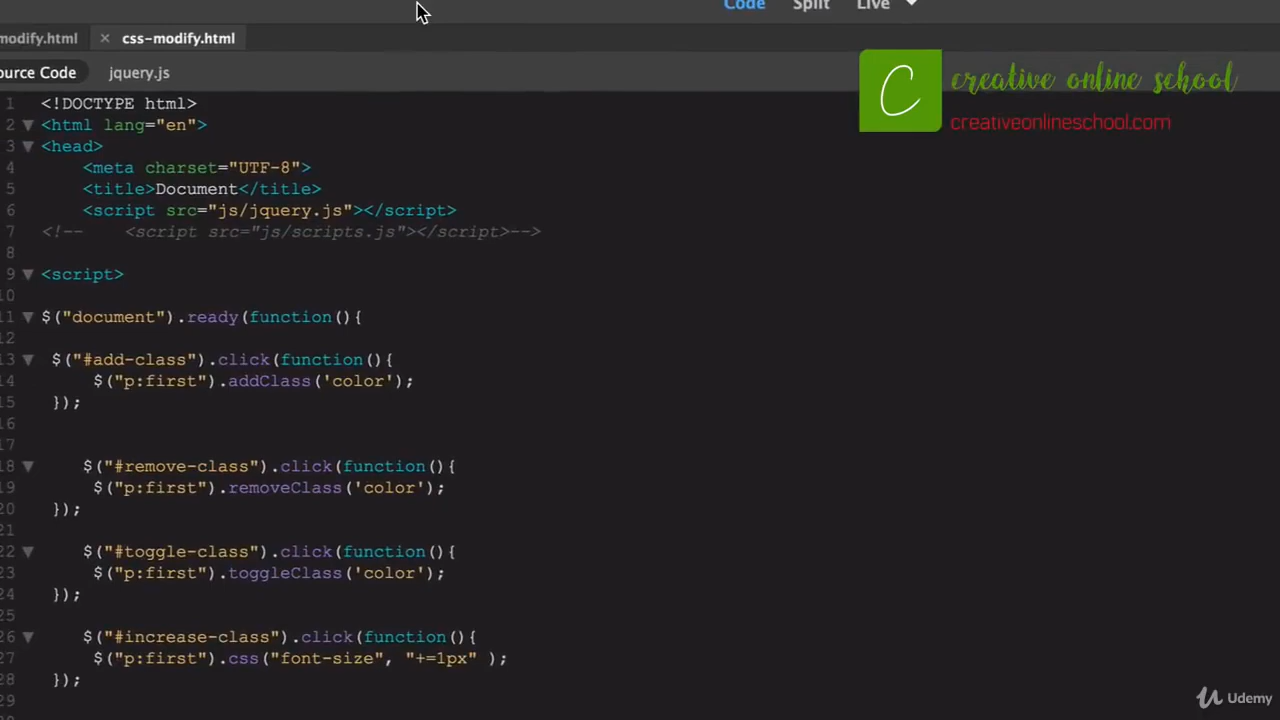 Code Split Live
modify.html × css-modify.html
ource Code jquery.js
C creative online school
creativeonlineschool.com
1 <!DOCTYPE html>
2 <html lang="en">
3 <head>
4 <meta charset="UTF-8">
5 <title>Document</title>
6 <script src="js/jquery.js"></script>
7 <!-- <script src="js/scripts.js"></script>-->
8
9 <script>
10
11 $("document").ready(function(){
12
13 $("#add-class").click(function(){
14 $("p:first").addClass('color');
15 });
16
17
18 $("#remove-class").click(function(){
19 $("p:first").removeClass('color');
20 });
21
22 $("#toggle-class").click(function(){
23 $("p:first").toggleClass('color');
24 });
25
26 $("#increase-class").click(function(){
27 $("p:first").css("font-size", "+=1px" );
28 });
29
Udemy